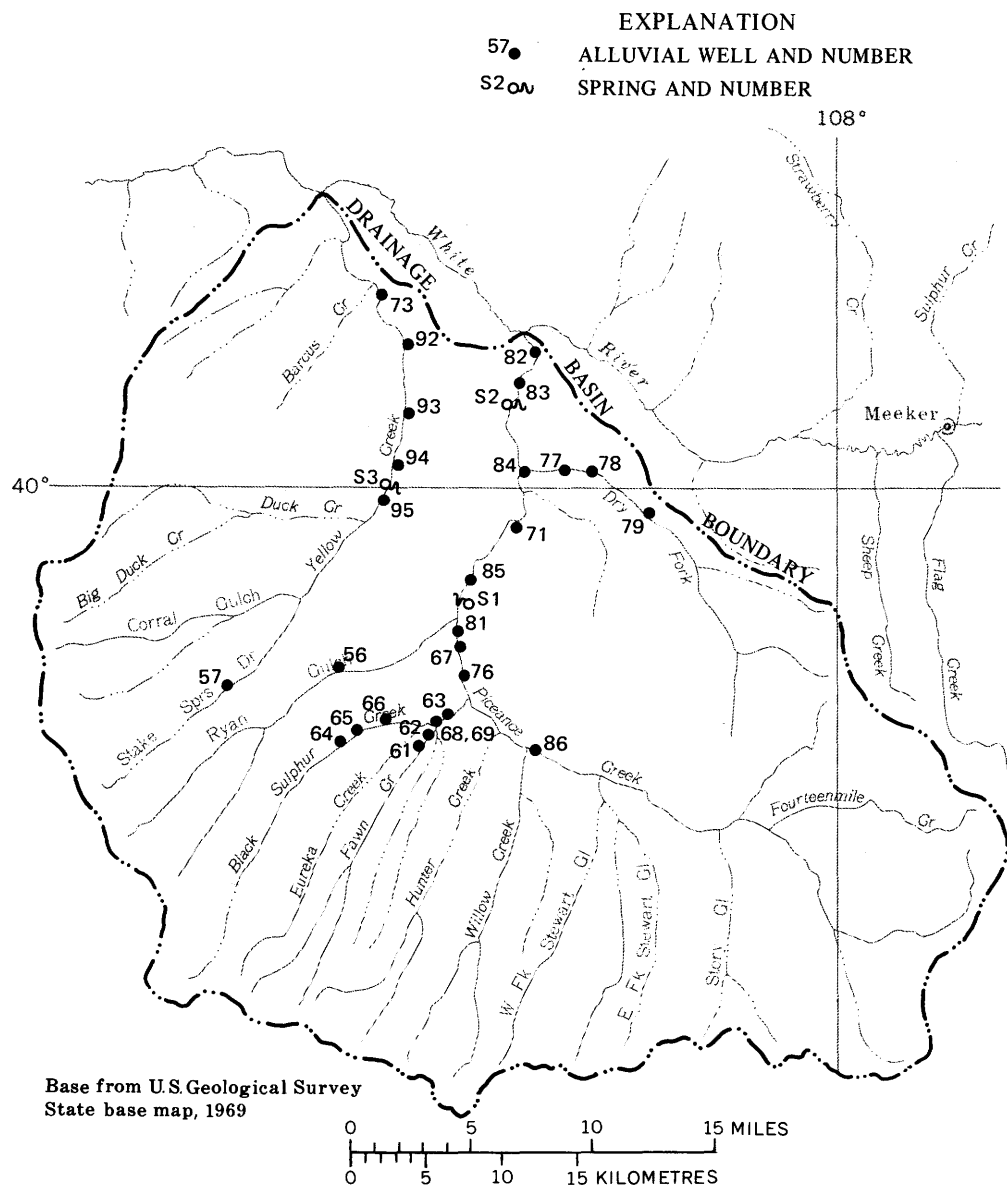 EXPLANATION
57 ALLUVIAL WELL AND NUMBER
S2 SPRING AND NUMBER
108°
Strawberry Cr
Sulphur Cr
DRAINAGE BASIN BOUNDARY
White River
73
Barcus Cr
92
82
83
S2
93
Meeker
Creek
94
84
77
78
40°
S3
95
Duck Cr
Dry Fork
79
71
Yellow
Big Duck Cr
Sheep Creek
Flag Creek
85
S1
Corral Gulch
81
67
56
57
76
Stake Sprs Dr
Ryan Gulch
63
66
65
64
62
68,69
61
Piceance Creek
86
Black Sulphur Creek
Eureka Creek
Fawn Cr
Hunter Creek
Willow Creek
W Fk Stewart Gl
E Fk Stewart Gl
Story Gl
Fourteenmile Cr
Base from U.S. Geological Survey
State base map, 1969
0 5 10 15 MILES
0 5 10 15 KILOMETRES